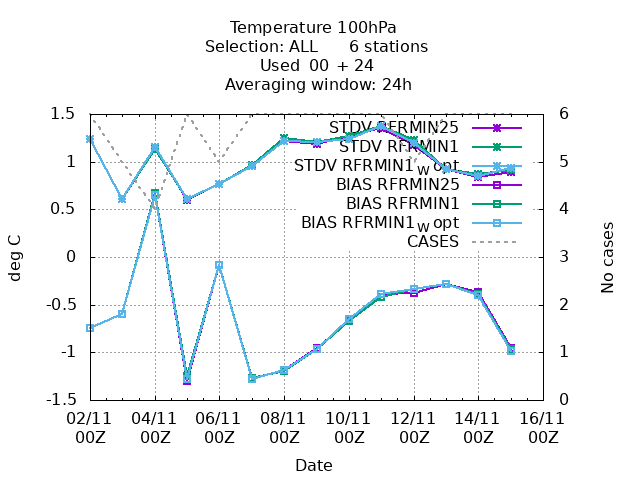 Temperature 100hPa
Selection: ALL 6 stations
Used 00 + 24
Averaging window: 24h
STDV RFRMIN25
STDV RFRMIN1
STDV RFRMIN1w opt
BIAS RFRMIN25
BIAS RFRMIN1
BIAS RFRMIN1w opt
CASES
1.5
1
0.5
0
-0.5
-1
-1.5
deg C
6
5
4
3
2
1
0
No cases
02/11 04/11 06/11 08/11 10/11 12/11 14/11 16/11
00Z 00Z 00Z 00Z 00Z 00Z 00Z 00Z
Date